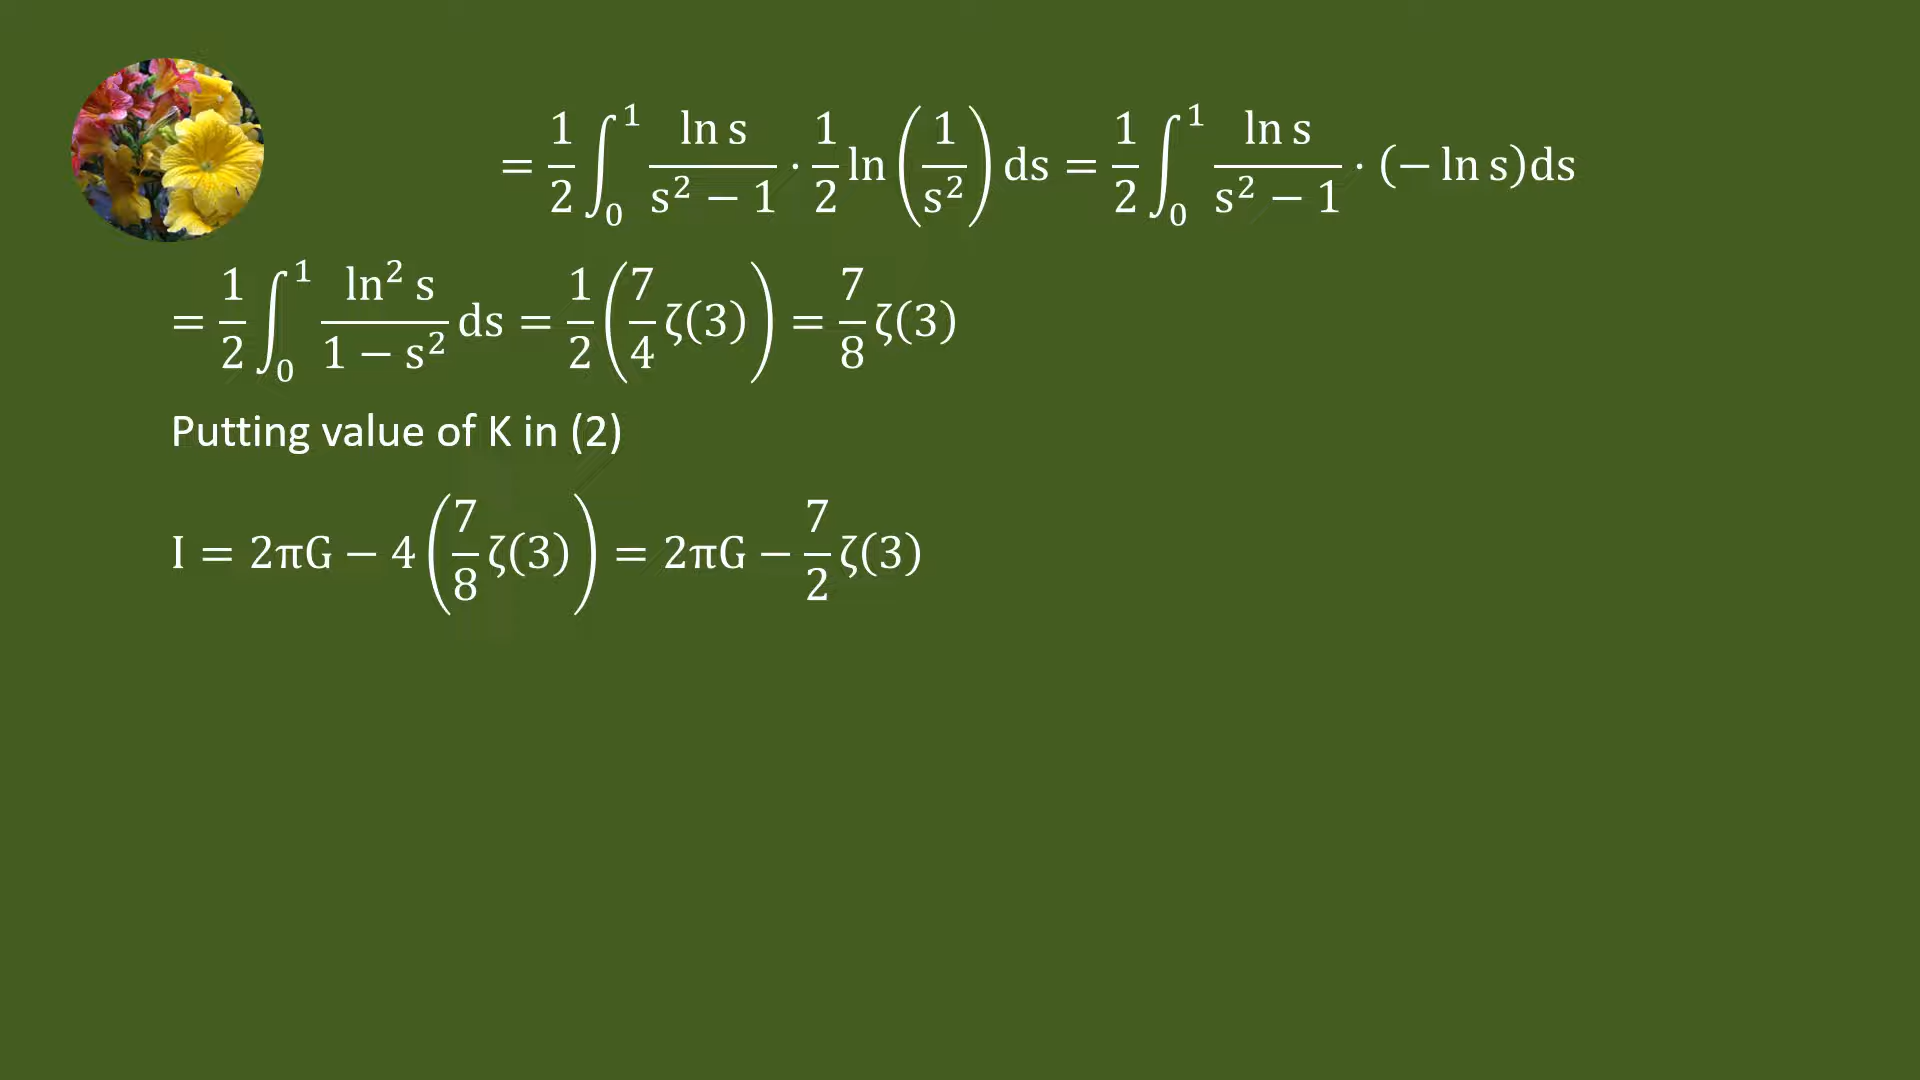 = 1/2 ∫₀¹ ln s/(s² − 1) · 1/2 ln(1/s²) ds = 1/2 ∫₀¹ ln s/(s² − 1) · (− ln s)ds
= 1/2 ∫₀¹ ln² s/(1 − s²) ds = 1/2 (7/4 ζ(3)) = 7/8 ζ(3)
Putting value of K in (2)
I = 2πG − 4 (7/8 ζ(3)) = 2πG − 7/2 ζ(3)